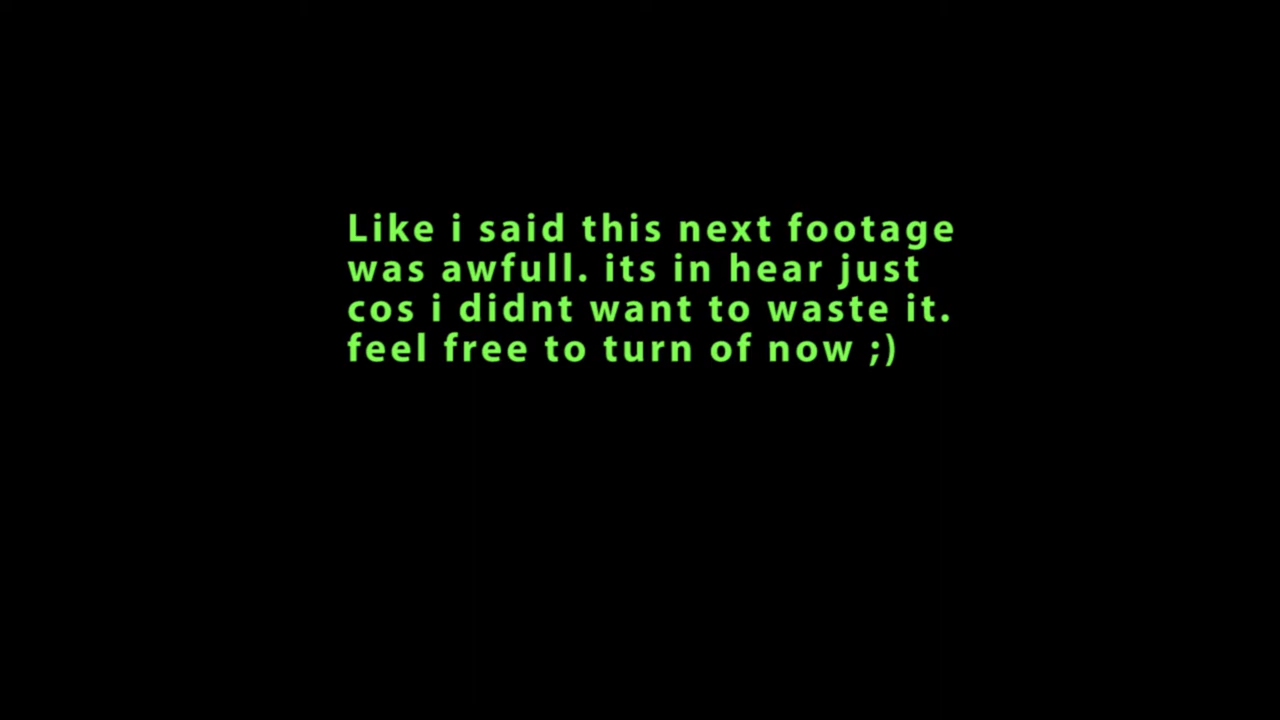 Like i said this next footage
was awfull. its in hear just
cos i didnt want to waste it.
feel free to turn of now ;)